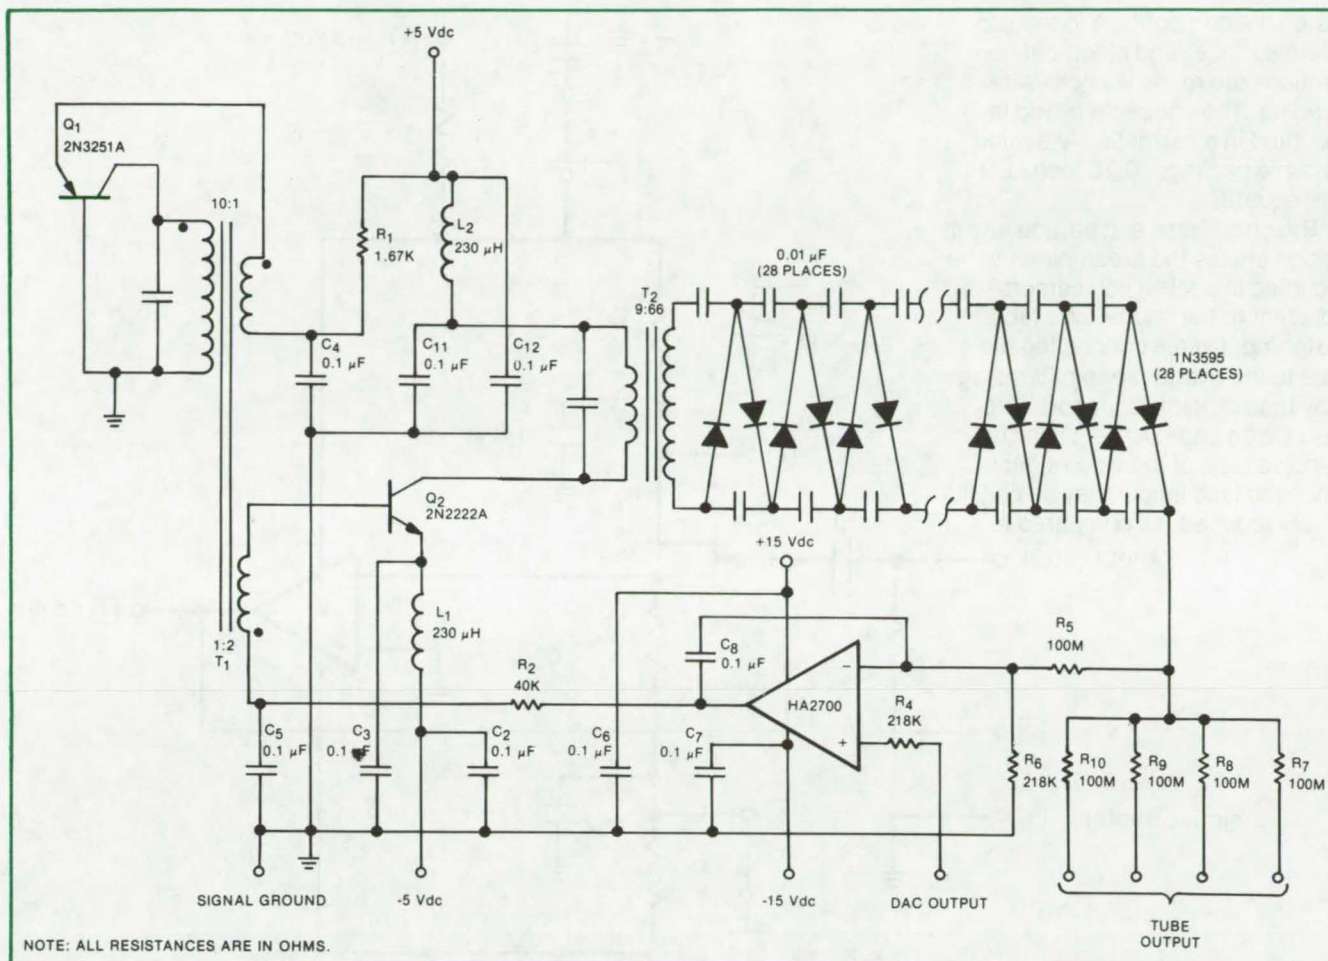 +5 Vdc
Q1
2N3251A
10:1
R1
1.67K
L2
230 μH
0.01 μF
(28 PLACES)
T2
9:66
C4
0.1 μF
C11
0.1 μF
C12
0.1 μF
1N3595
(28 PLACES)
Q2
2N2222A
+15 Vdc
L1
230 μH
1:2
T1
R2
40K
C8
0.1 μF
HA2700
−
+
R4
218K
R5
100M
C5
0.1 μF
C3
0.1 μF
C2
0.1 μF
C6
0.1 μF
C7
0.1 μF
R6
218K
R10
100M
R9
100M
R8
100M
R7
100M
SIGNAL GROUND
-5 Vdc
-15 Vdc
DAC OUTPUT
TUBE
OUTPUT
NOTE: ALL RESISTANCES ARE IN OHMS.